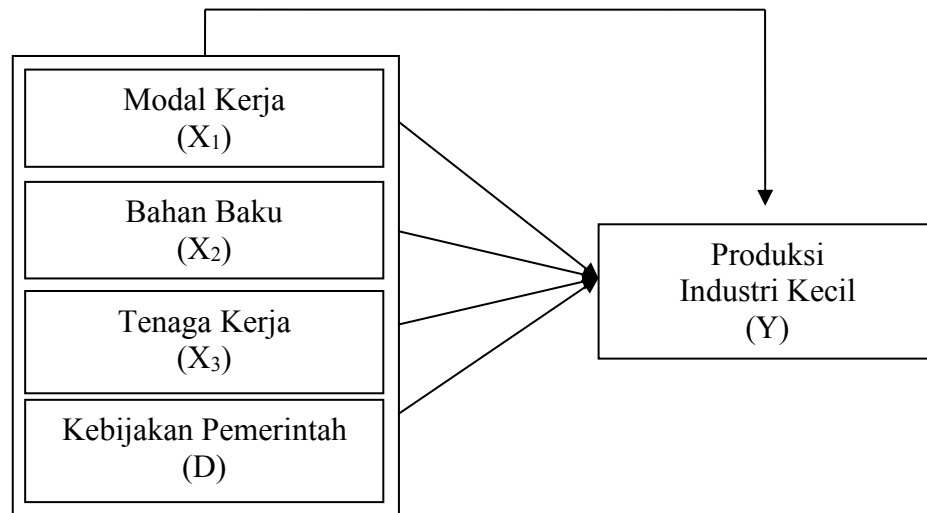 Modal Kerja
(X₁)
Bahan Baku
(X₂)
Tenaga Kerja
(X₃)
Kebijakan Pemerintah
(D)
Produksi
Industri Kecil
(Y)